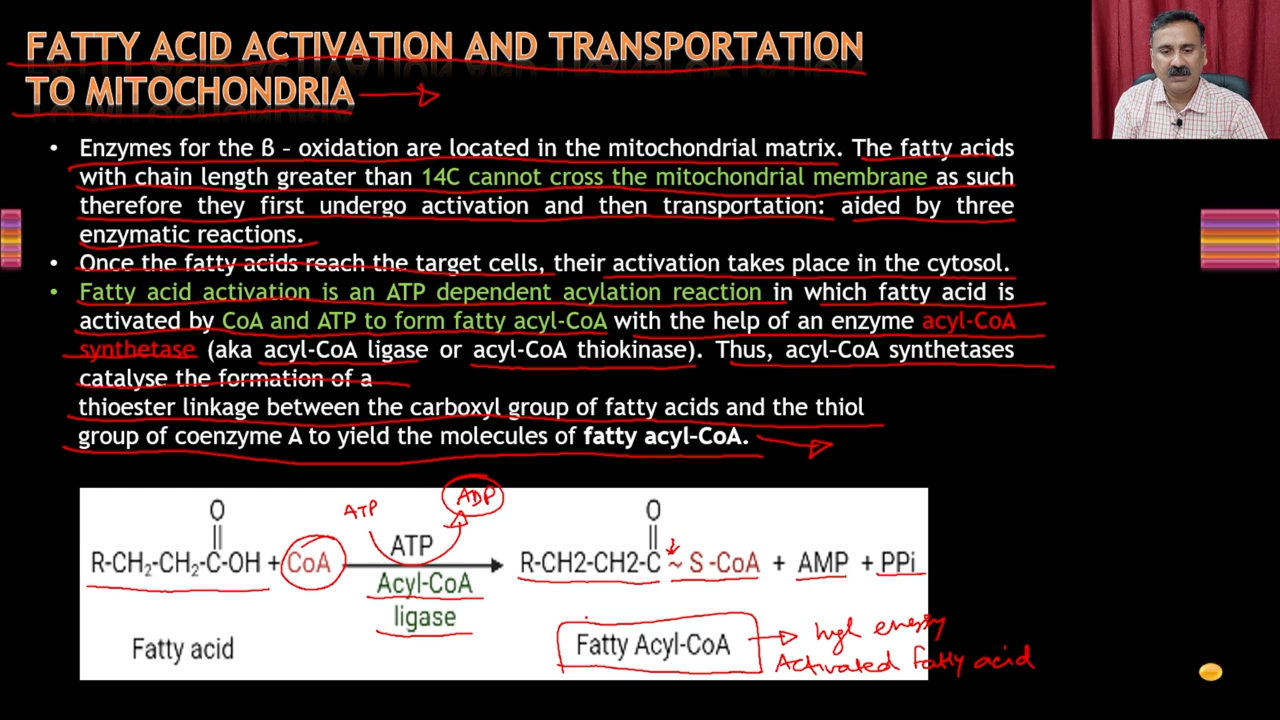 FATTY ACID ACTIVATION AND TRANSPORTATION
TO MITOCHONDRIA
• Enzymes for the β – oxidation are located in the mitochondrial matrix. The fatty acids
with chain length greater than 14C cannot cross the mitochondrial membrane as such
therefore they first undergo activation and then transportation: aided by three
enzymatic reactions.
• Once the fatty acids reach the target cells, their activation takes place in the cytosol.
• Fatty acid activation is an ATP dependent acylation reaction in which fatty acid is
activated by CoA and ATP to form fatty acyl-CoA with the help of an enzyme acyl-CoA
synthetase (aka acyl-CoA ligase or acyl-CoA thiokinase). Thus, acyl-CoA synthetases
catalyse the formation of a
thioester linkage between the carboxyl group of fatty acids and the thiol
group of coenzyme A to yield the molecules of fatty acyl-CoA.
ATP ADP
O O
||  ||
R-CH₂-CH₂-C-OH + CoA ATP R-CH2-CH2-C ~ S -CoA + AMP + PPi
Acyl-CoA
ligase
Fatty acid Fatty Acyl-CoA high energy
Activated fatty acid